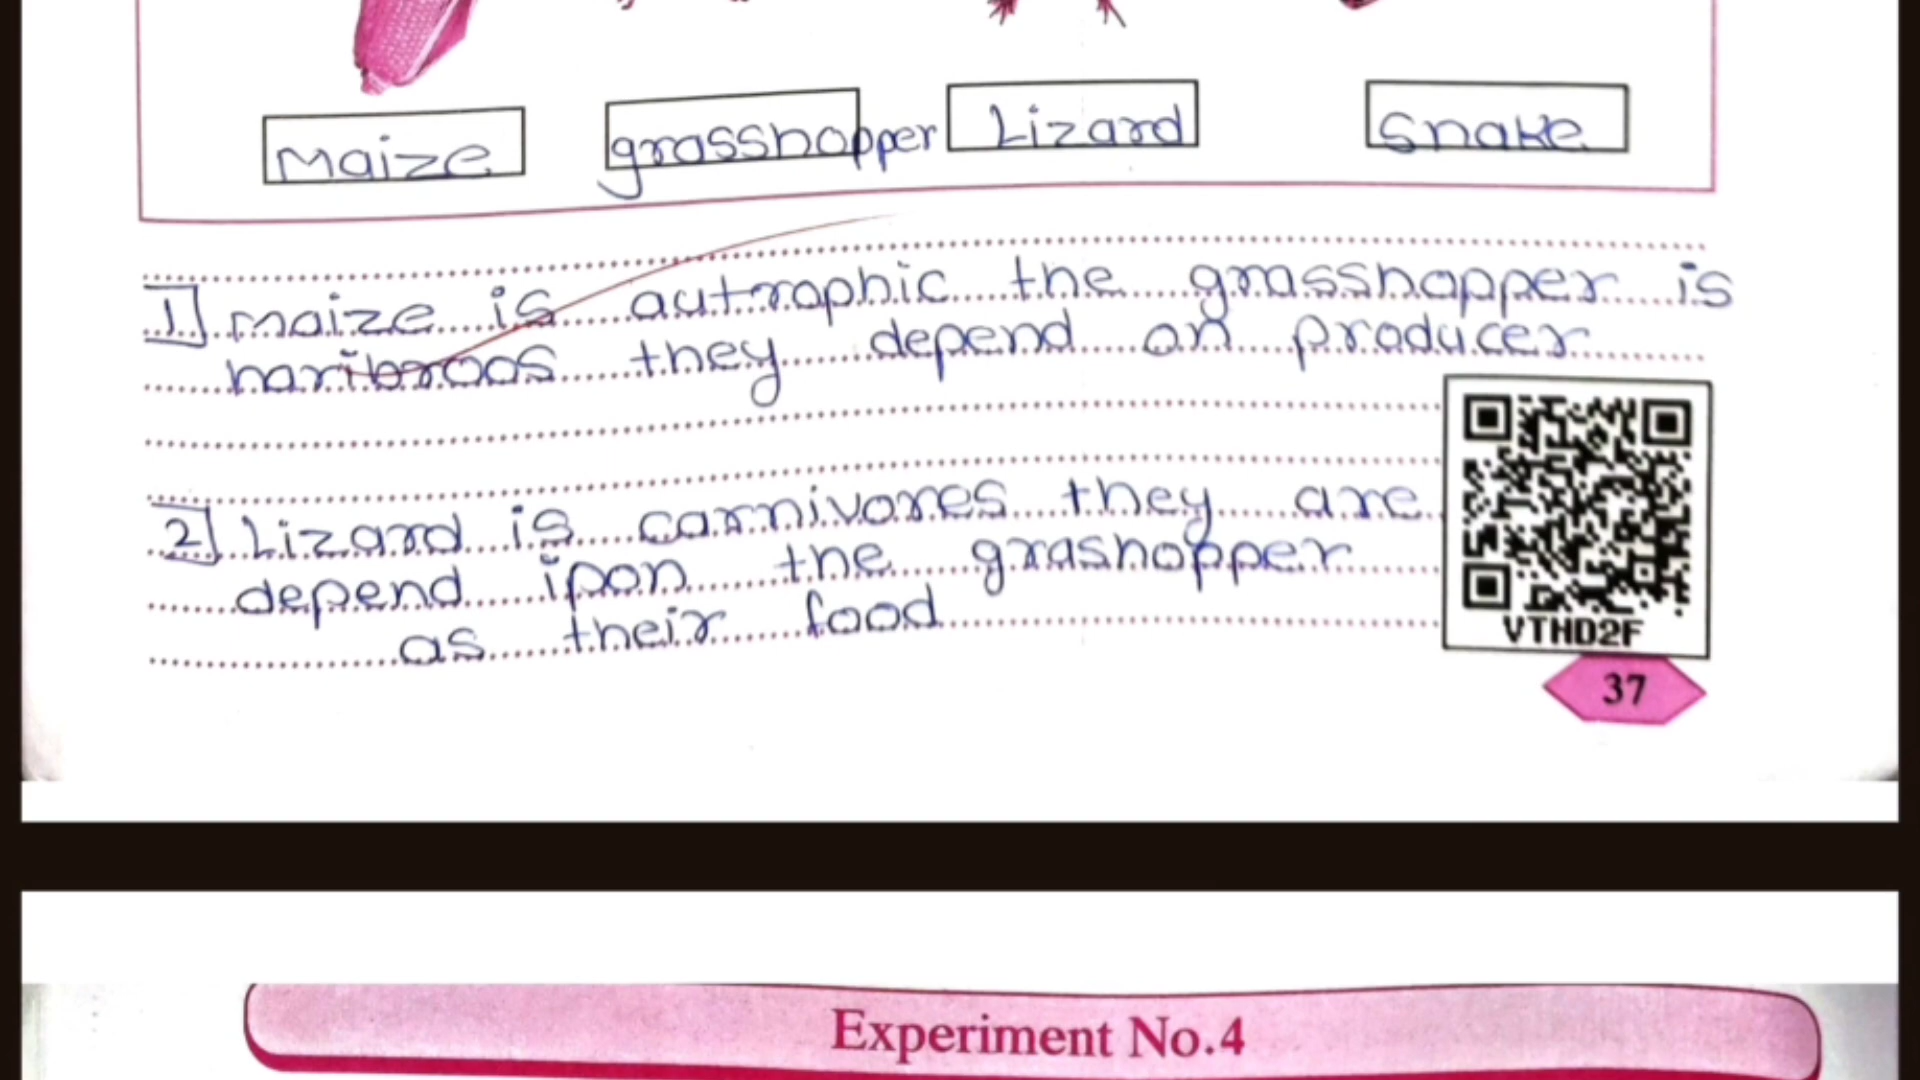 Maize grasshopper Lizard Snake
1] maize is autrophic the grasshopper is
haribroos they depend on producer
2] Lizard is carnivores they are
depend ipon the grashopper
as their food
VTHD2F
37
Experiment No.4